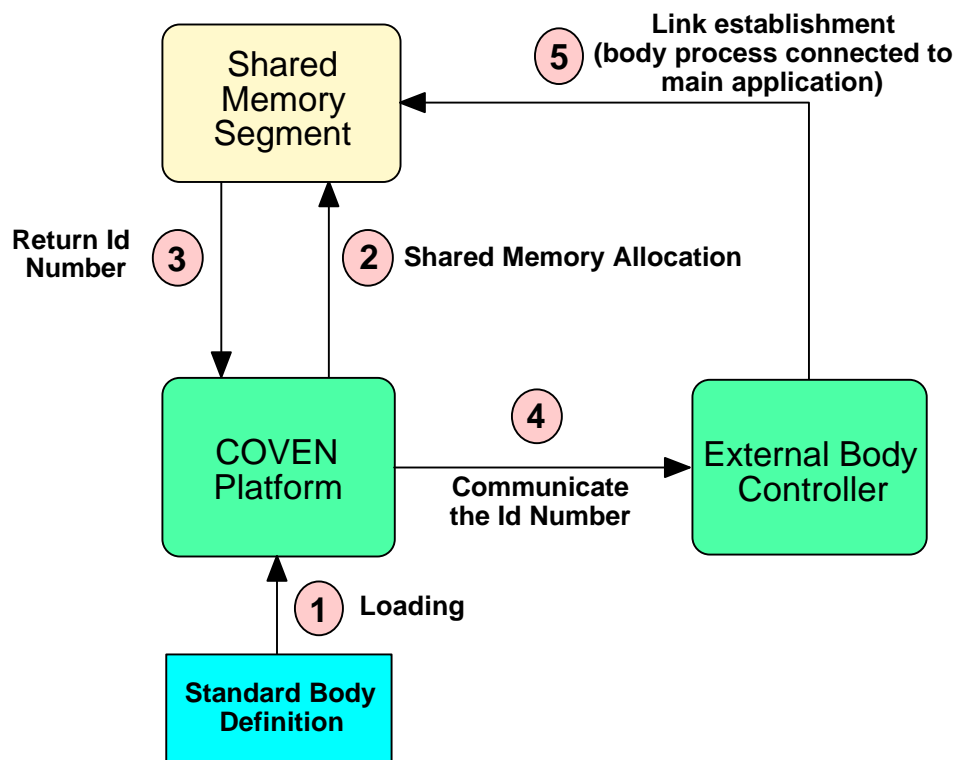 Link establishment
(body process connected to
main application)
5
Shared
Memory
Segment
Return Id
Number
3
2
Shared Memory Allocation
4
COVEN
Platform
Communicate
the Id Number
External Body
Controller
1
Loading
Standard Body
Definition